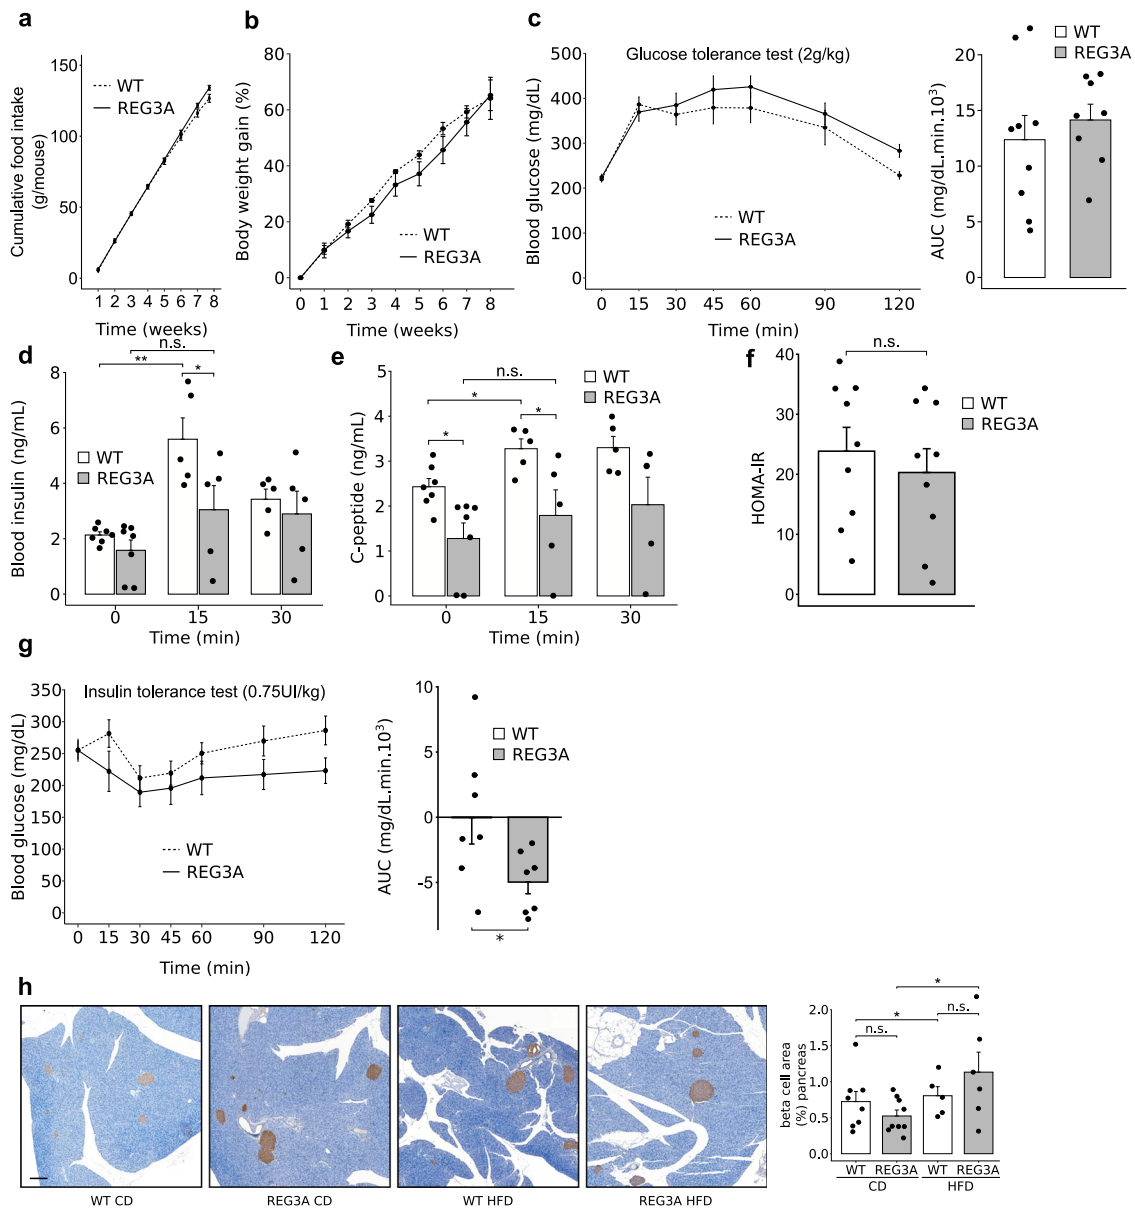 a
150
100
50
0
Cumulative food intake
(g/mouse)
WT
REG3A
1 2 3 4 5 6 7 8
Time (weeks)
b
80
60
40
20
0
Body weight gain (%)
WT
REG3A
0 1 2 3 4 5 6 7 8
Time (weeks)
c
Glucose tolerance test (2g/kg)
500
400
300
200
100
0
Blood glucose (mg/dL)
WT
REG3A
0 15 30 45 60 90 120
Time (min)
WT
REG3A
20
15
10
5
0
AUC (mg/dL.min.10³)
d
n.s.
**
*
8
6
4
2
0
Blood insulin (ng/mL)
WT
REG3A
0 15 30
Time (min)
e
n.s.
*
*
*
5
4
3
2
1
0
C-peptide (ng/mL)
WT
REG3A
0 15 30
Time (min)
f
n.s.
40
30
20
10
0
HOMA-IR
WT
REG3A
g
Insulin tolerance test (0.75UI/kg)
350
300
250
200
150
100
50
0
Blood glucose (mg/dL)
WT
REG3A
0 15 30 45 60 90 120
Time (min)
10
5
0
-5
AUC (mg/dL.min.10³)
WT
REG3A
*
h
WT CD
REG3A CD
WT HFD
REG3A HFD
*
*
n.s.
n.s.
2.0
1.5
1.0
0.5
0.0
beta cell area
(%) pancreas
WT REG3A WT REG3A
CD HFD